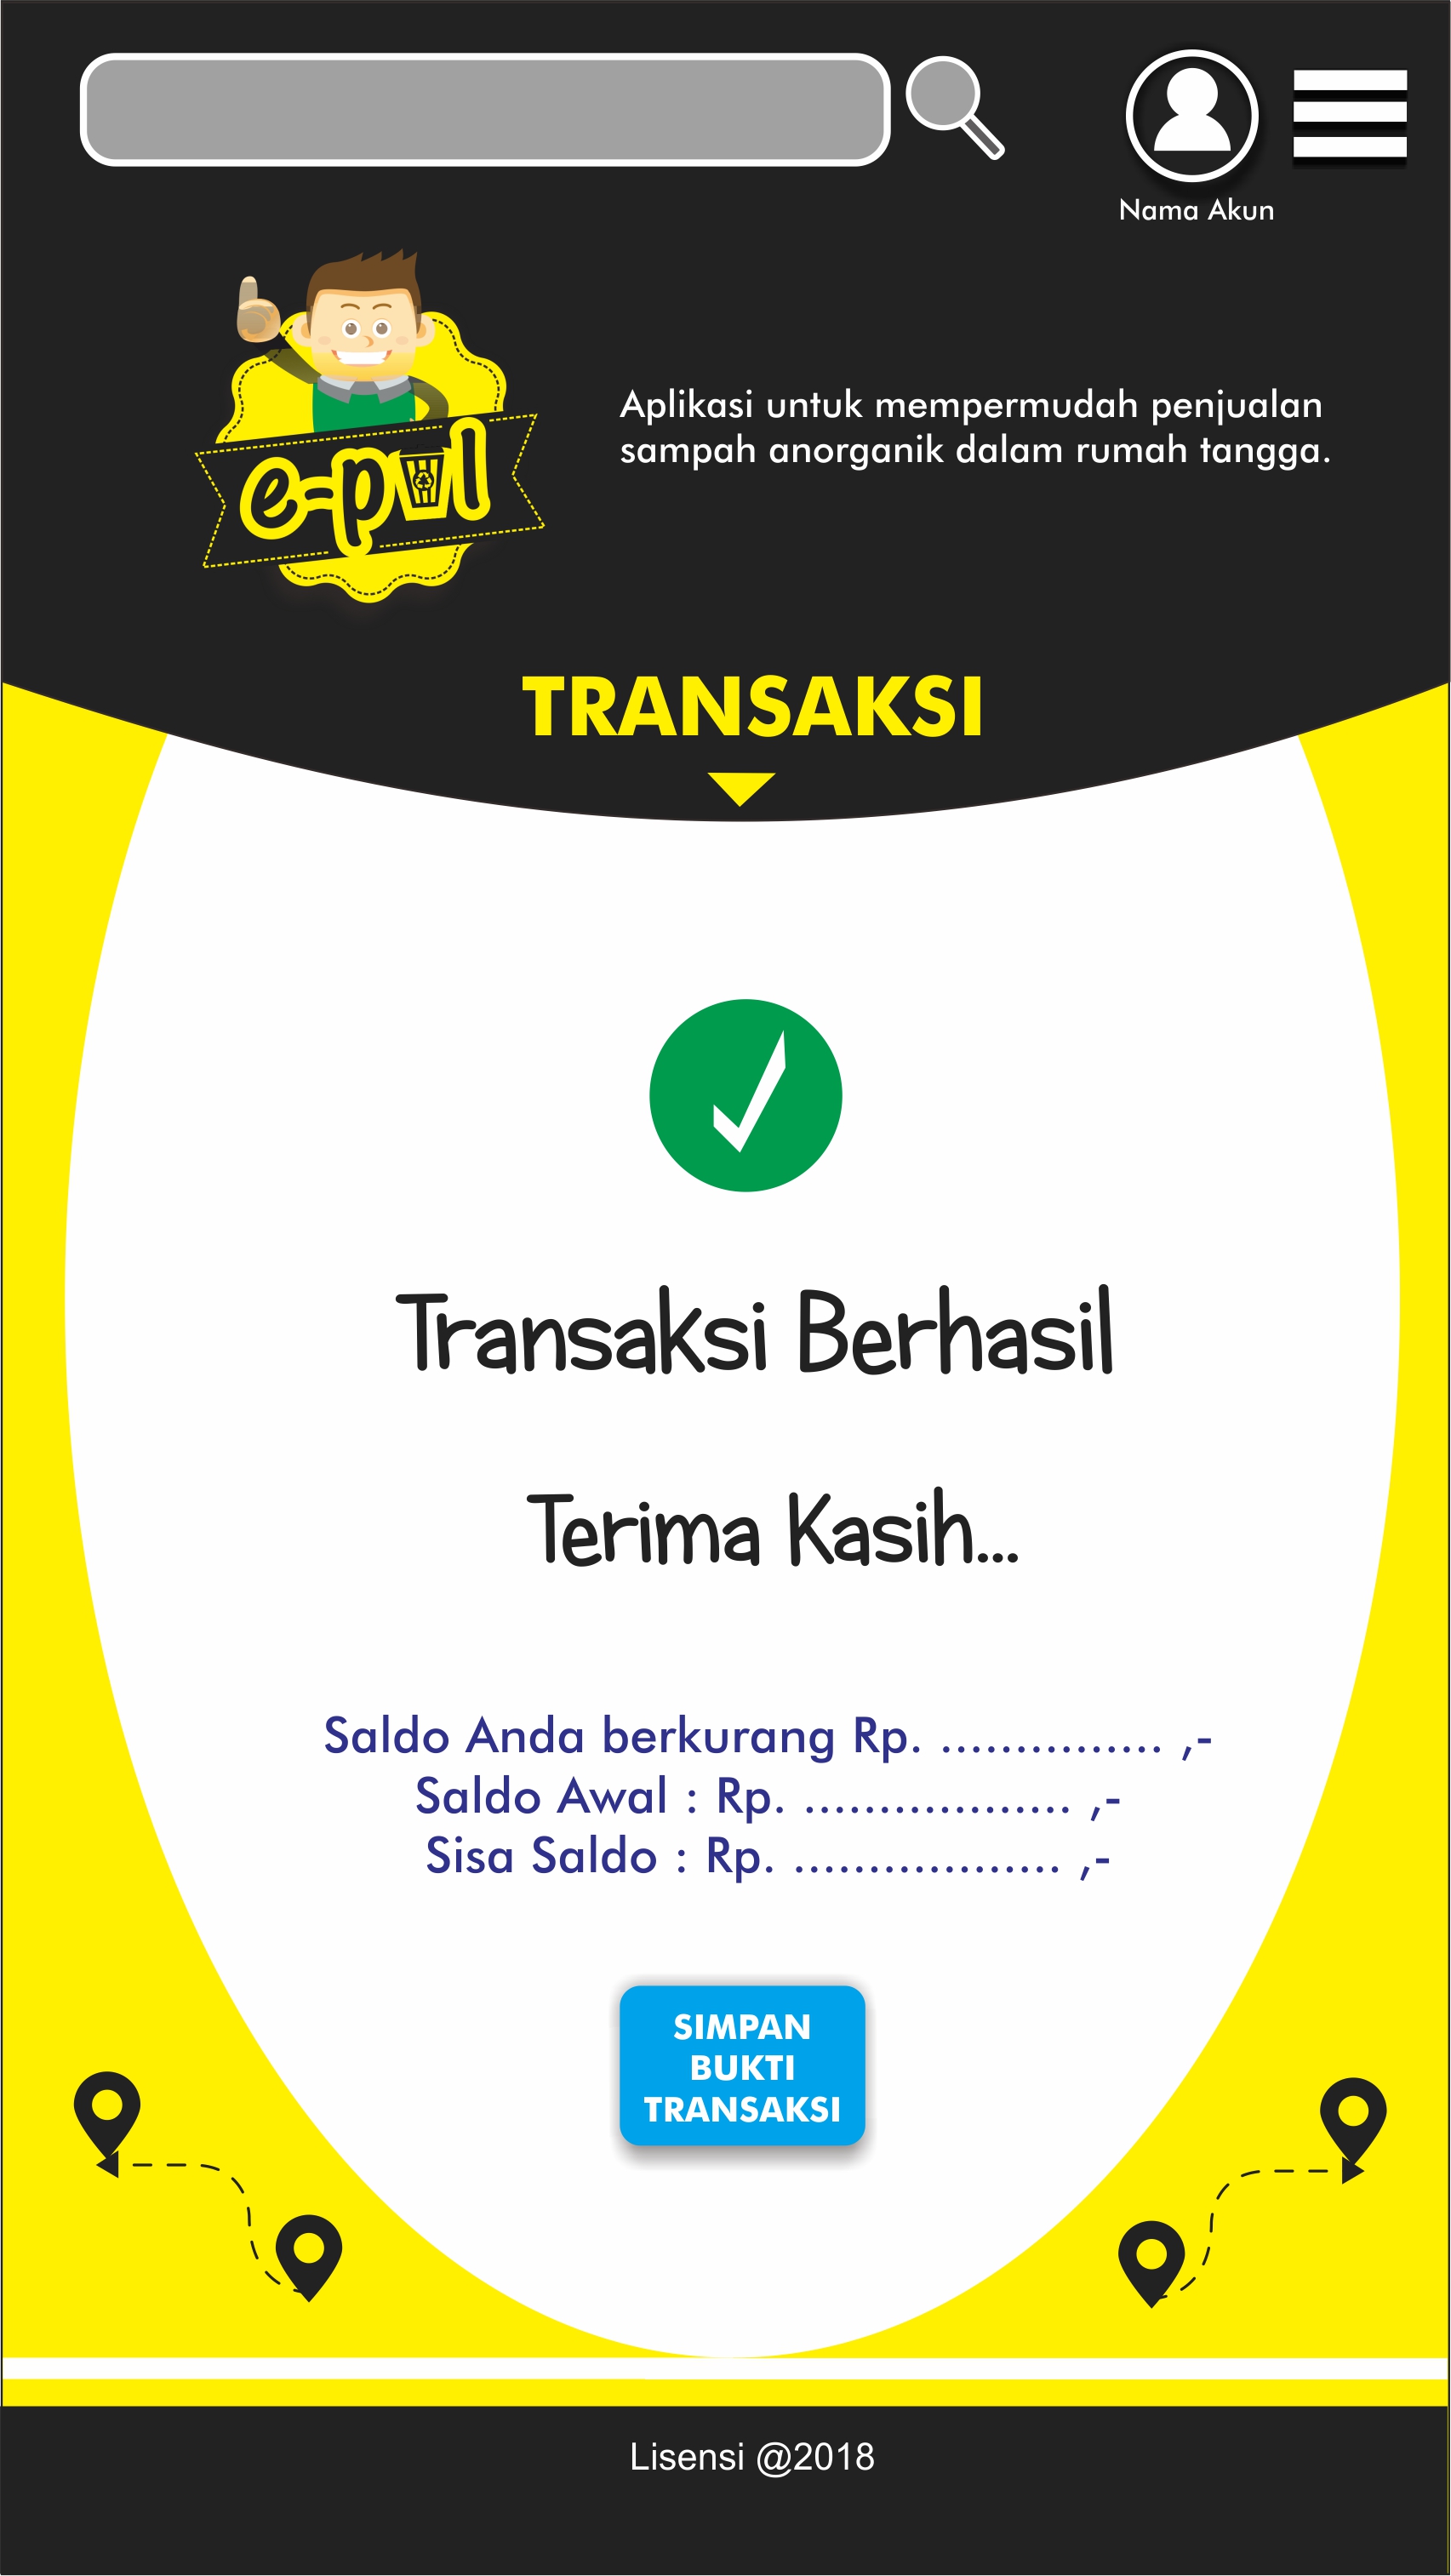 Nama Akun
e-pul
Aplikasi untuk mempermudah penjualan
sampah anorganik dalam rumah tangga.
TRANSAKSI
Transaksi Berhasil
Terima Kasih...
Saldo Anda berkurang Rp. ............... ,-
Saldo Awal : Rp. .................. ,-
Sisa Saldo : Rp. .................. ,-
SIMPAN
BUKTI
TRANSAKSI
Lisensi @2018